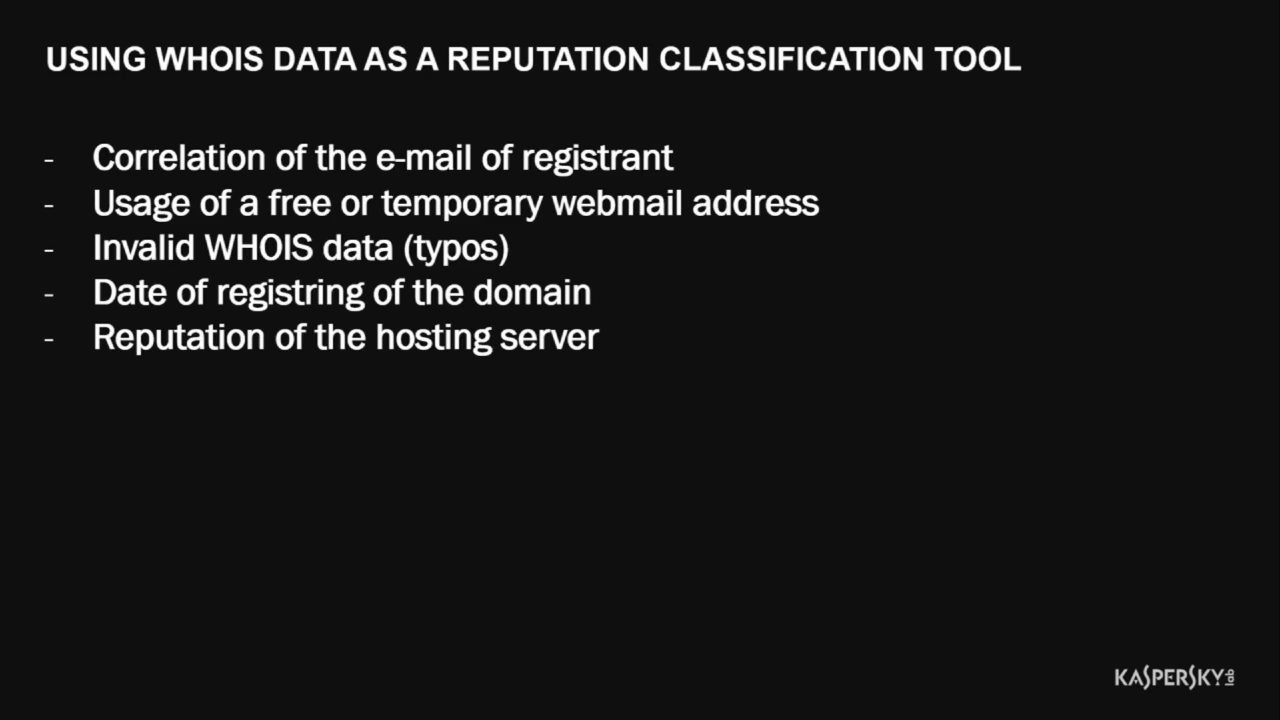 USING WHOIS DATA AS A REPUTATION CLASSIFICATION TOOL
- Correlation of the e-mail of registrant
- Usage of a free or temporary webmail address
- Invalid WHOIS data (typos)
- Date of registring of the domain
- Reputation of the hosting server
KASPERSKY lab